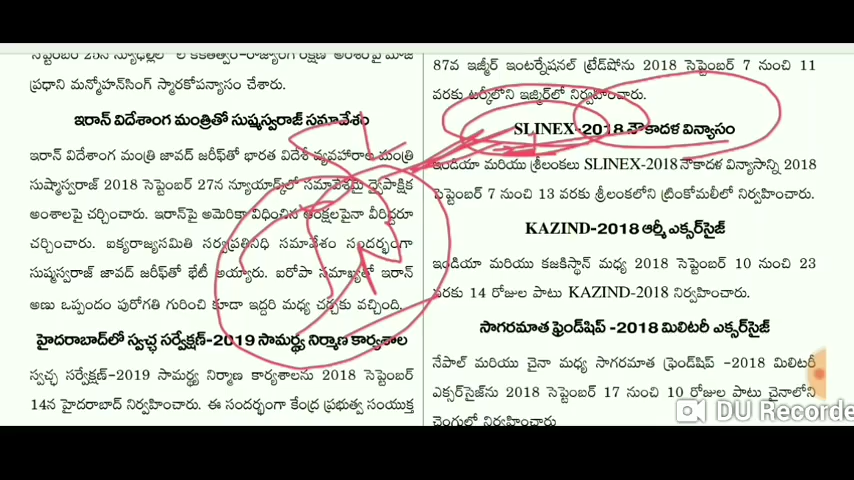 ప్రధాని మన్మోహన్‌సింగ్ స్మారకోపన్యాసం చేశారు.
ఇరాన్ విదేశాంగ మంత్రితో సుష్మస్వరాజ్ సమావేశం
ఇరాన్ విదేశాంగ మంత్రి జావద్ జరీఫ్‌తో భారత విదేశీ వ్యవహారాల మంత్రి
సుష్మాస్వరాజ్ 2018 సెప్టెంబర్ 27న న్యూయార్క్‌లో సమావేశమై ద్వైపాక్షిక
అంశాలపై చర్చించారు. ఇరాన్‌పై అమెరికా విధించిన ఆంక్షలపైనా వీరిద్దరూ
చర్చించారు. ఐక్యరాజ్యసమితి సర్వప్రతినిధి సమావేశం సందర్భంగా
సుష్మస్వరాజ్ జావద్ జరీఫ్‌తో భేటీ అయ్యారు. ఐరోపా సమాఖ్యతో ఇరాన్
అణు ఒప్పందం పురోగతి గురించి కూడా ఇద్దరి మధ్య చర్చకు వచ్చింది.
హైదరాబాద్‌లో స్వచ్ఛ సర్వేక్షణ్-2019 సామర్థ్య నిర్మాణ కార్యశాల
స్వచ్ఛ సర్వేక్షణ్-2019 సామర్థ్య నిర్మాణ కార్యశాలను 2018 సెప్టెంబర్
14న హైదరాబాద్ నిర్వహించారు. ఈ సందర్భంగా కేంద్ర ప్రభుత్వ సంయుక్త
87వ ఇజ్మీర్ ఇంటర్నేషనల్ ట్రేడ్‌షోను 2018 సెప్టెంబర్ 7 నుంచి 11
వరకు టర్కీలోని ఇజ్మిర్‌లో నిర్వహించారు.
SLINEX-2018 నౌకాదళ విన్యాసం
ఇండియా మరియు శ్రీలంకలు SLINEX-2018 నౌకాదళ విన్యాసాన్ని 2018
సెప్టెంబర్ 7 నుంచి 13 వరకు శ్రీలంకలోని ట్రింకోమలీలో నిర్వహించారు.
KAZIND-2018 ఆర్మీ ఎక్సర్‌సైజ్
ఇండియా మరియు కజకిస్థాన్ మధ్య 2018 సెప్టెంబర్ 10 నుంచి 23
వరకు 14 రోజుల పాటు KAZIND-2018 నిర్వహించారు.
సాగరమాత ఫ్రెండ్‌షిప్ -2018 మిలిటరీ ఎక్సర్‌సైజ్
నేపాల్ మరియు చైనా మధ్య సాగరమాత ఫ్రెండ్‌షిప్ -2018 మిలిటరీ
ఎక్సర్‌సైజ్‌ను 2018 సెప్టెంబర్ 17 నుంచి 10 రోజుల పాటు చైనాలోని
చెంగులో నిర్వహించారు
DU Recorde